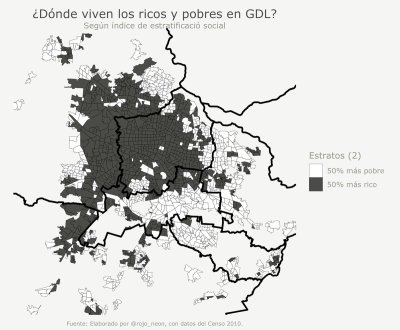 ¿Dónde viven los ricos y pobres en GDL?
Según índice de estratificació social
Estratos (2)
50% más pobre
50% más rico
Fuente: Elaborado por @rojo_neon, con datos del Censo 2010.